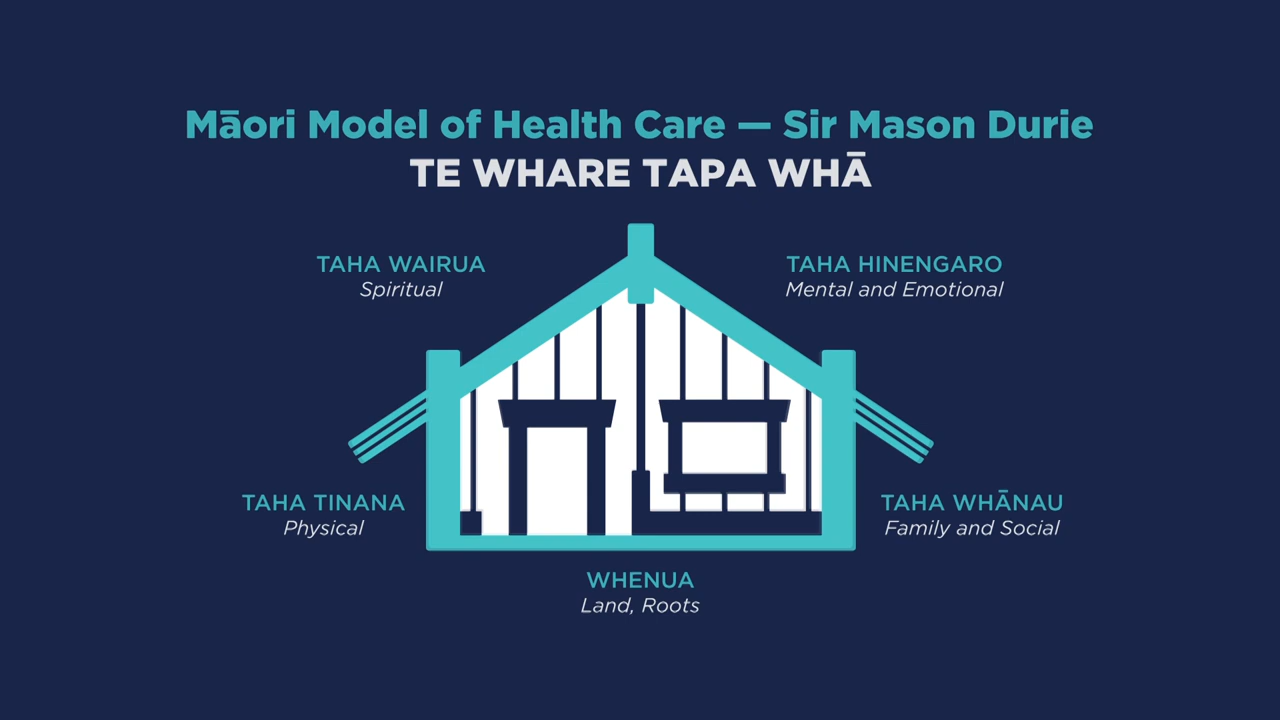 Māori Model of Health Care — Sir Mason Durie
TE WHARE TAPA WHĀ
TAHA WAIRUA
Spiritual
TAHA HINENGARO
Mental and Emotional
TAHA TINANA
Physical
TAHA WHĀNAU
Family and Social
WHENUA
Land, Roots